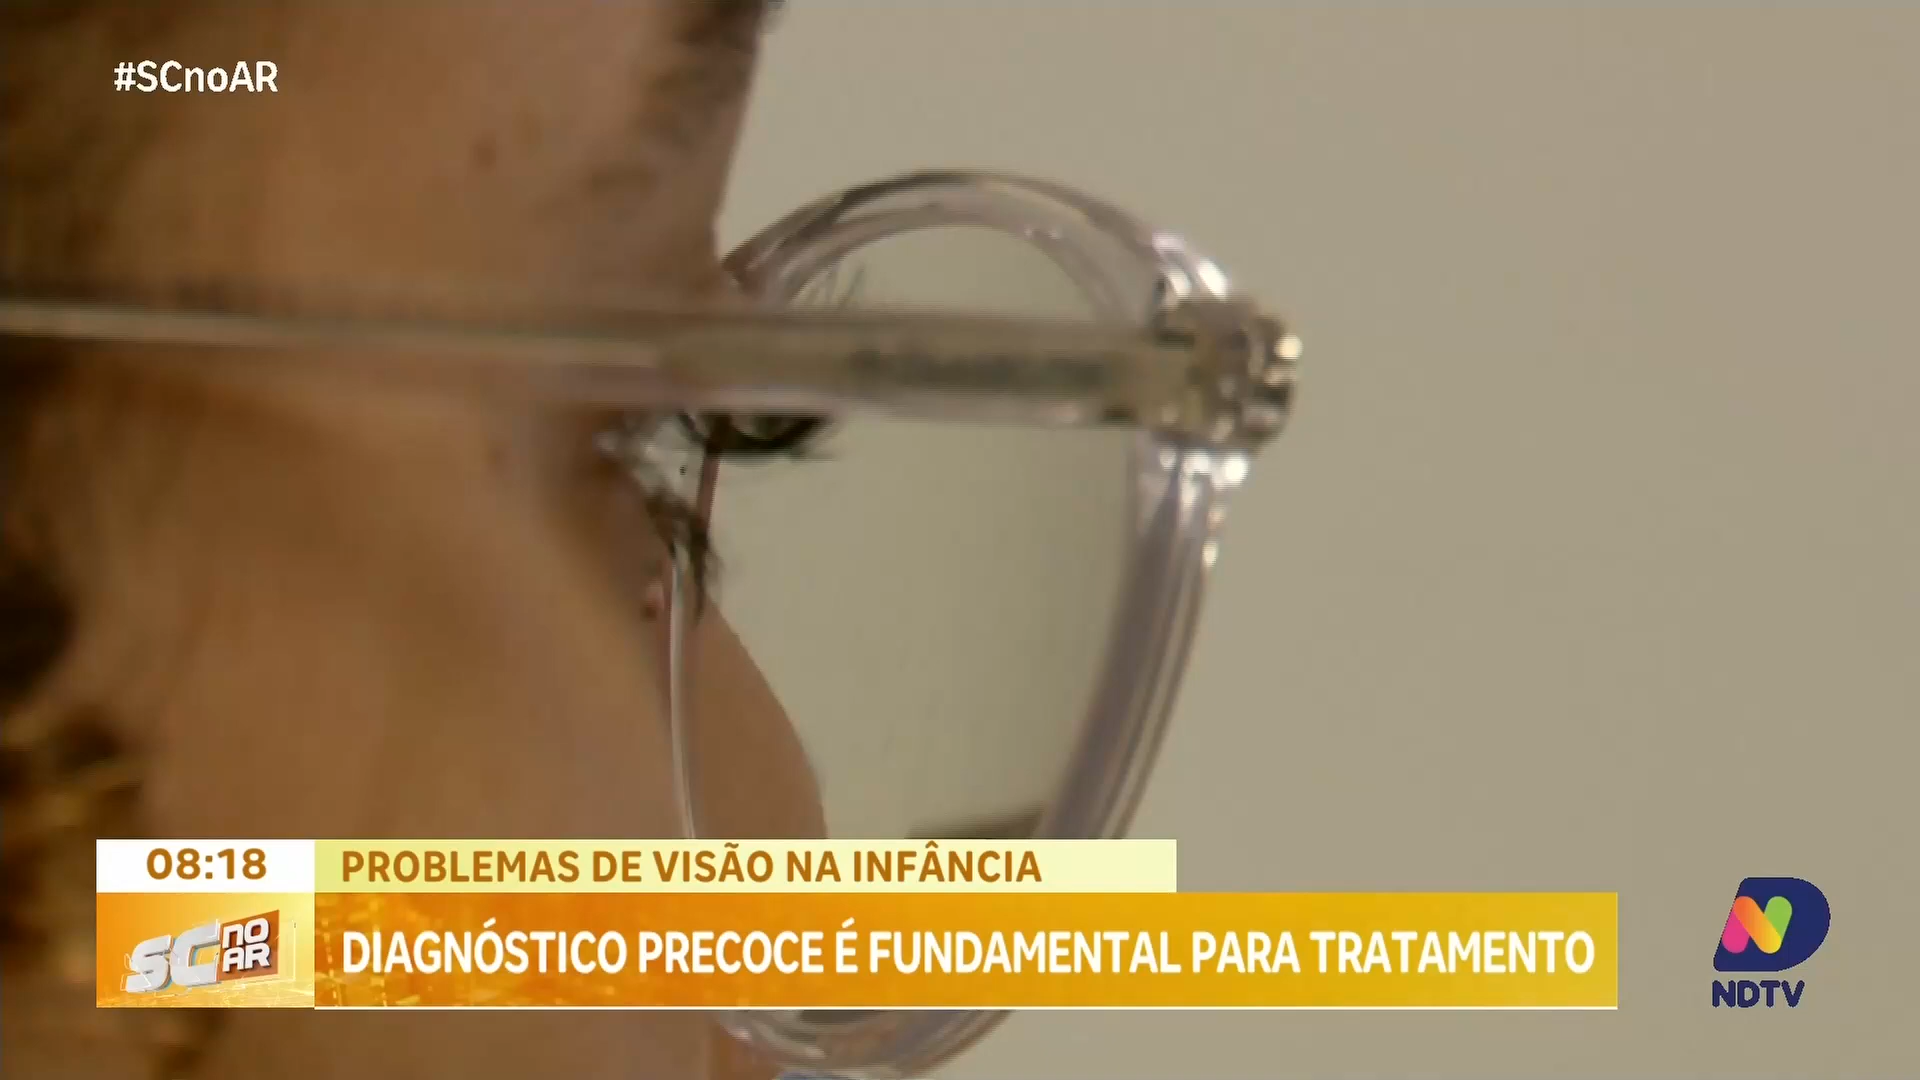 #SCnoAR
08:18
PROBLEMAS DE VISÃO NA INFÂNCIA
SC NO AR
DIAGNÓSTICO PRECOCE É FUNDAMENTAL PARA TRATAMENTO
NDTV